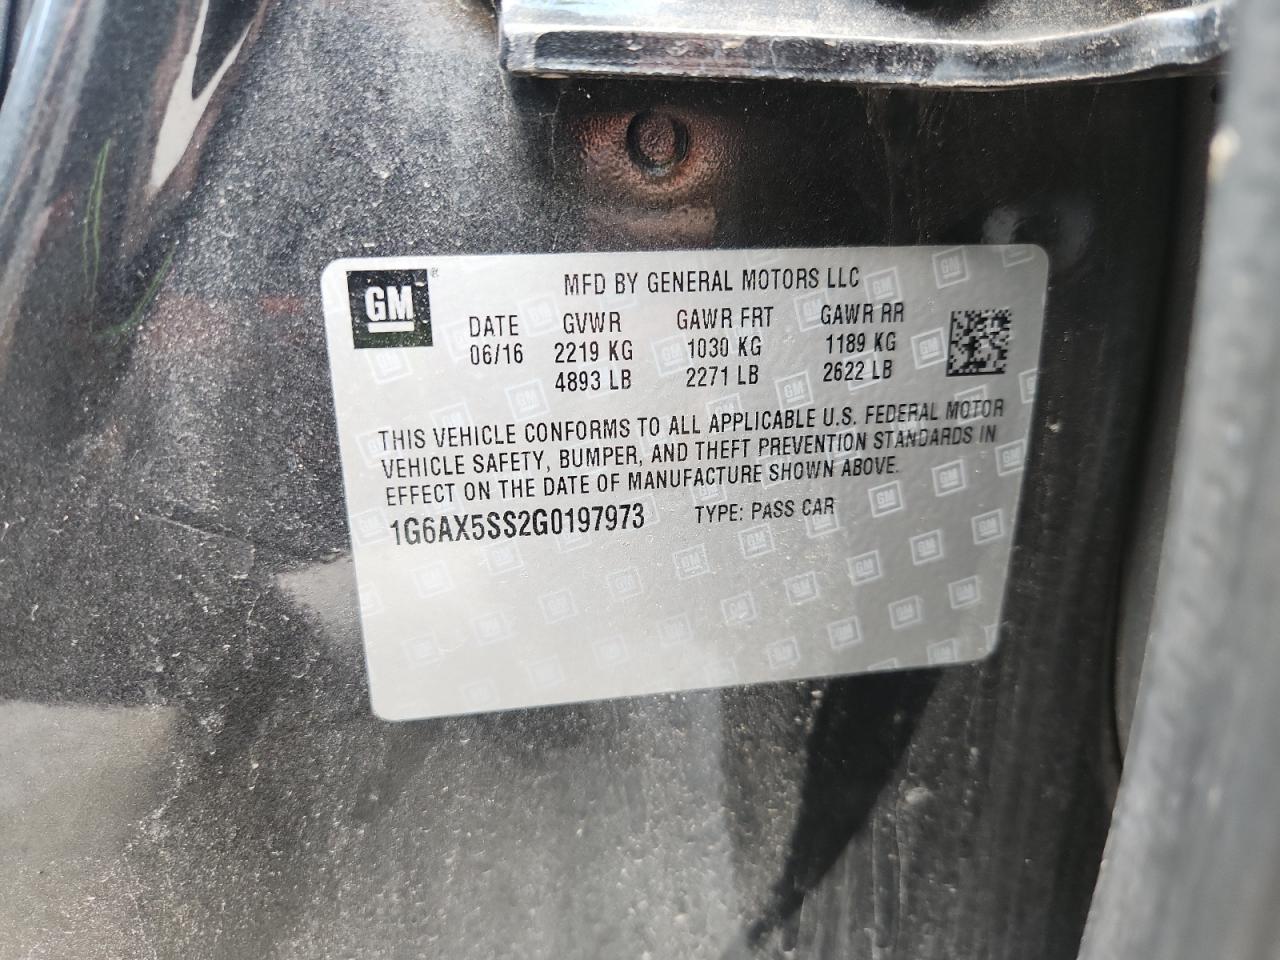 GM®
MFD BY GENERAL MOTORS LLC
DATE GVWR GAWR FRT GAWR RR
06/16 2219 KG 1030 KG 1189 KG
4893 LB 2271 LB 2622 LB
THIS VEHICLE CONFORMS TO ALL APPLICABLE U.S. FEDERAL MOTOR
VEHICLE SAFETY, BUMPER, AND THEFT PREVENTION STANDARDS IN
EFFECT ON THE DATE OF MANUFACTURE SHOWN ABOVE.
1G6AX5SS2G0197973 TYPE: PASS CAR